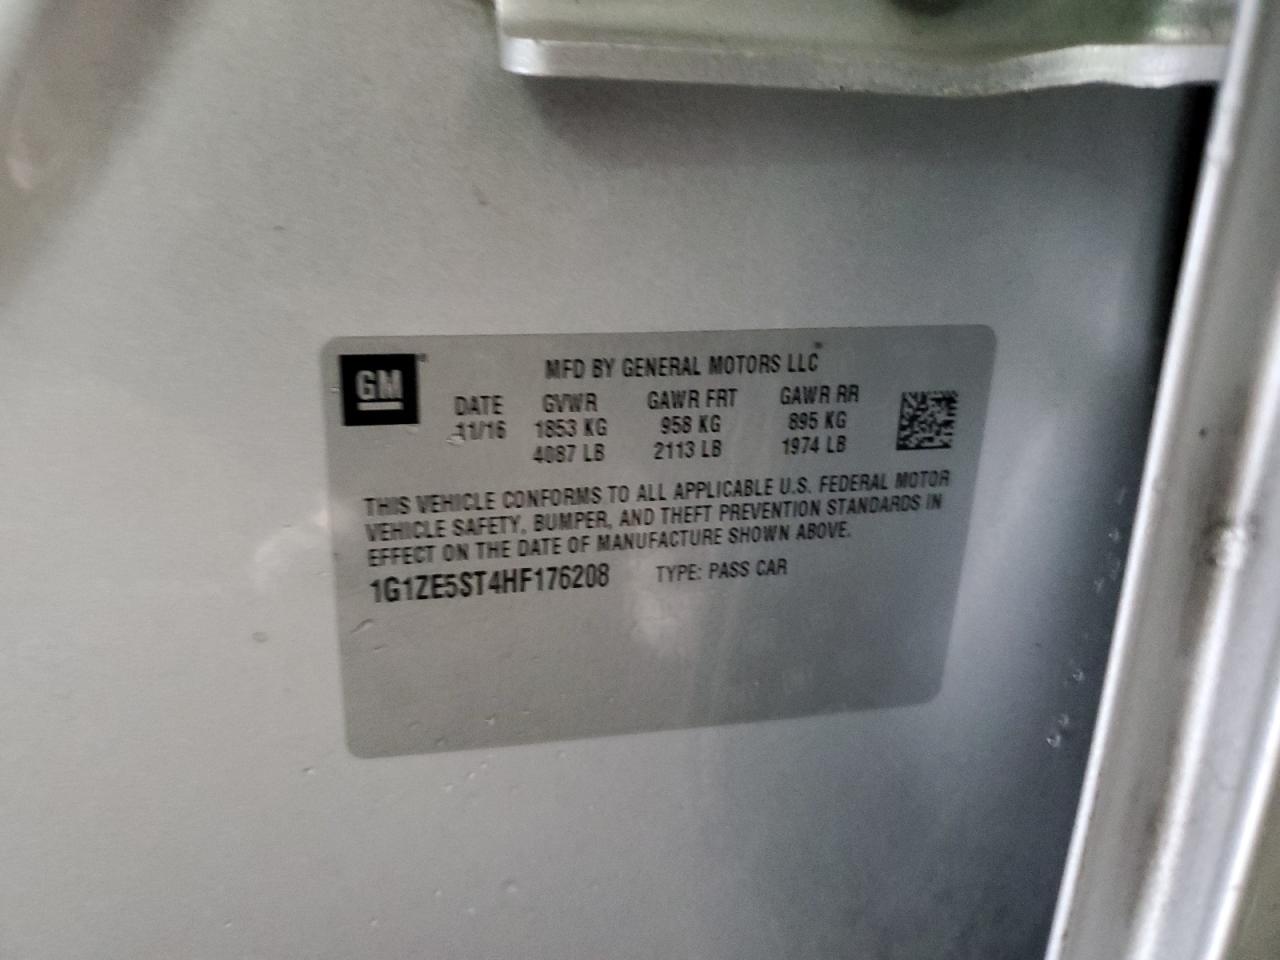 GM
MFD BY GENERAL MOTORS LLC
DATE GVWR GAWR FRT GAWR RR
11/16 1853 KG 958 KG 895 KG
4087 LB 2113 LB 1974 LB
THIS VEHICLE CONFORMS TO ALL APPLICABLE U.S. FEDERAL MOTOR
VEHICLE SAFETY, BUMPER, AND THEFT PREVENTION STANDARDS IN
EFFECT ON THE DATE OF MANUFACTURE SHOWN ABOVE.
1G1ZE5ST4HF176208 TYPE: PASS CAR